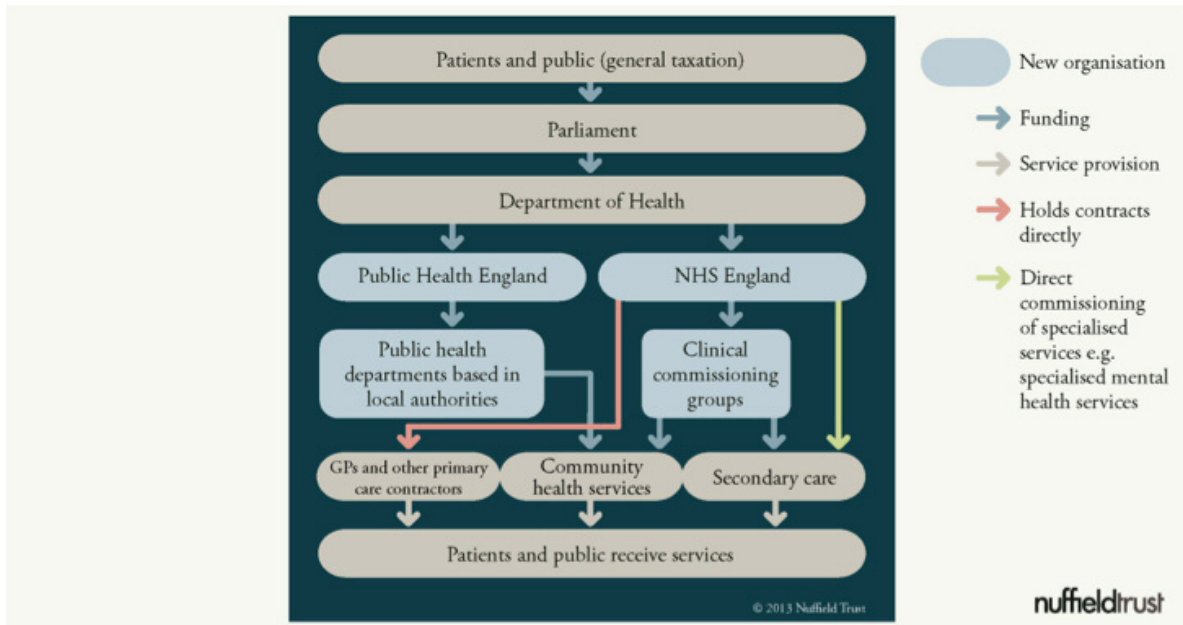 Patients and public (general taxation)
Parliament
Department of Health
Public Health England
NHS England
Public health
departments based in
local authorities
Clinical
commissioning
groups
GPs and other primary
care contractors
Community
health services
Secondary care
Patients and public receive services
© 2013 Nuffield Trust
New organisation
Funding
Service provision
Holds contracts
directly
Direct
commissioning
of specialised
services e.g.
specialised mental
health services
nuffieldtrust